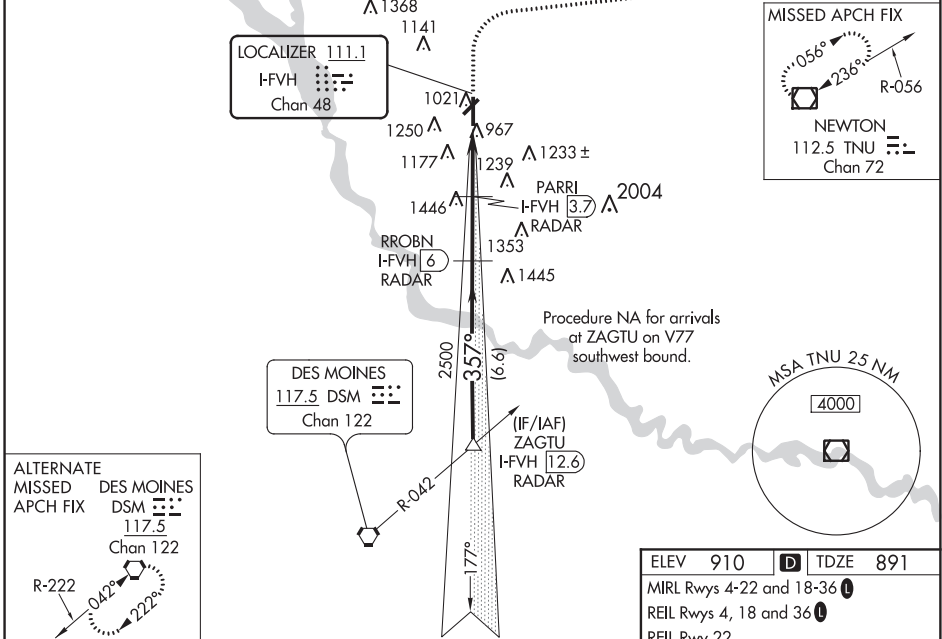 1368
1141
LOCALIZER 111.1
I-FVH
Chan 48
1021
1250
967
1177
1239
1233 ±
1446
PARRI
I-FVH 3.7
RADAR
2004
RROBN
I-FVH 6
RADAR
1353
1445
Procedure NA for arrivals
at ZAGTU on V77
southwest bound.
2500
357°
(6.6)
DES MOINES
117.5 DSM
Chan 122
(IF/IAF)
ZAGTU
I-FVH 12.6
RADAR
R-042
177°
MISSED APCH FIX
056°
236°
R-056
NEWTON
112.5 TNU
Chan 72
MSA TNU 25 NM
4000
ALTERNATE
MISSED
APCH FIX
DES MOINES
DSM
117.5
Chan 122
R-222
042°
222°
ELEV 910 D TDZE 891
MIRL Rwys 4-22 and 18-36 L
REIL Rwys 4, 18 and 36 L
REIL Rwy 22